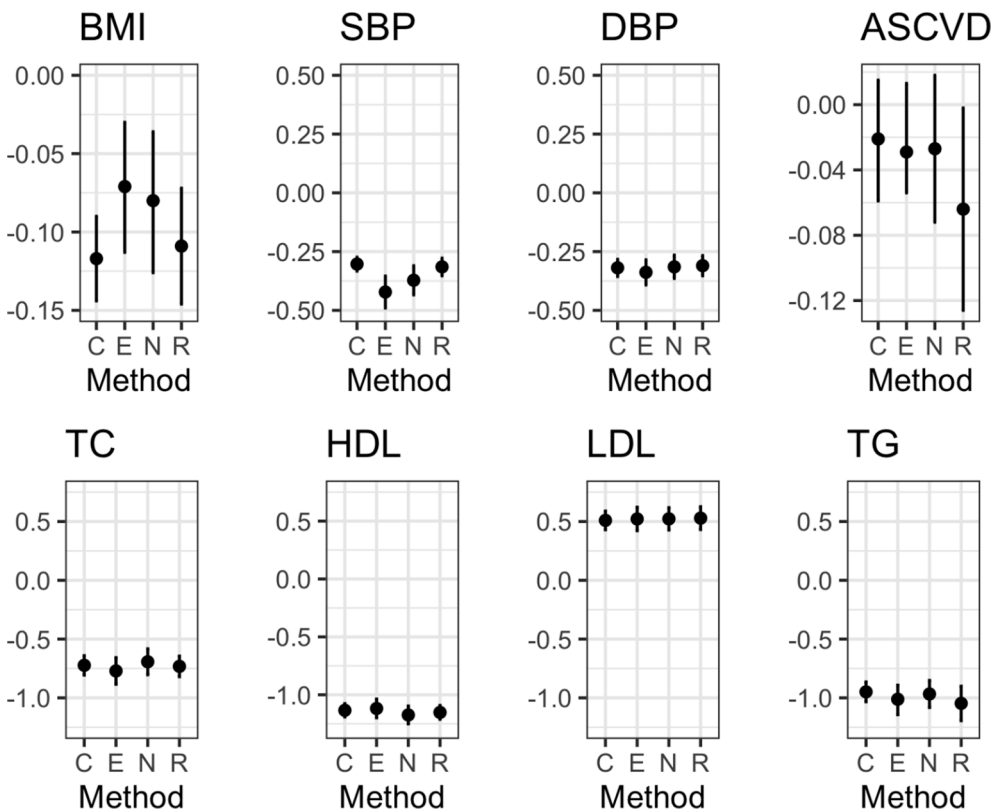 BMI SBP DBP ASCVD
0.00 0.50 0.50 0.00
-0.05 0.25 0.25 -0.04
-0.10 0.00 0.00 -0.08
-0.15 -0.25 -0.25 -0.12
-0.50 -0.50
C E N R C E N R C E N R C E N R
Method Method Method Method
TC HDL LDL TG
0.5 0.5 0.5 0.5
0.0 0.0 0.0 0.0
-0.5 -0.5 -0.5 -0.5
-1.0 -1.0 -1.0 -1.0
C E N R C E N R C E N R C E N R
Method Method Method Method